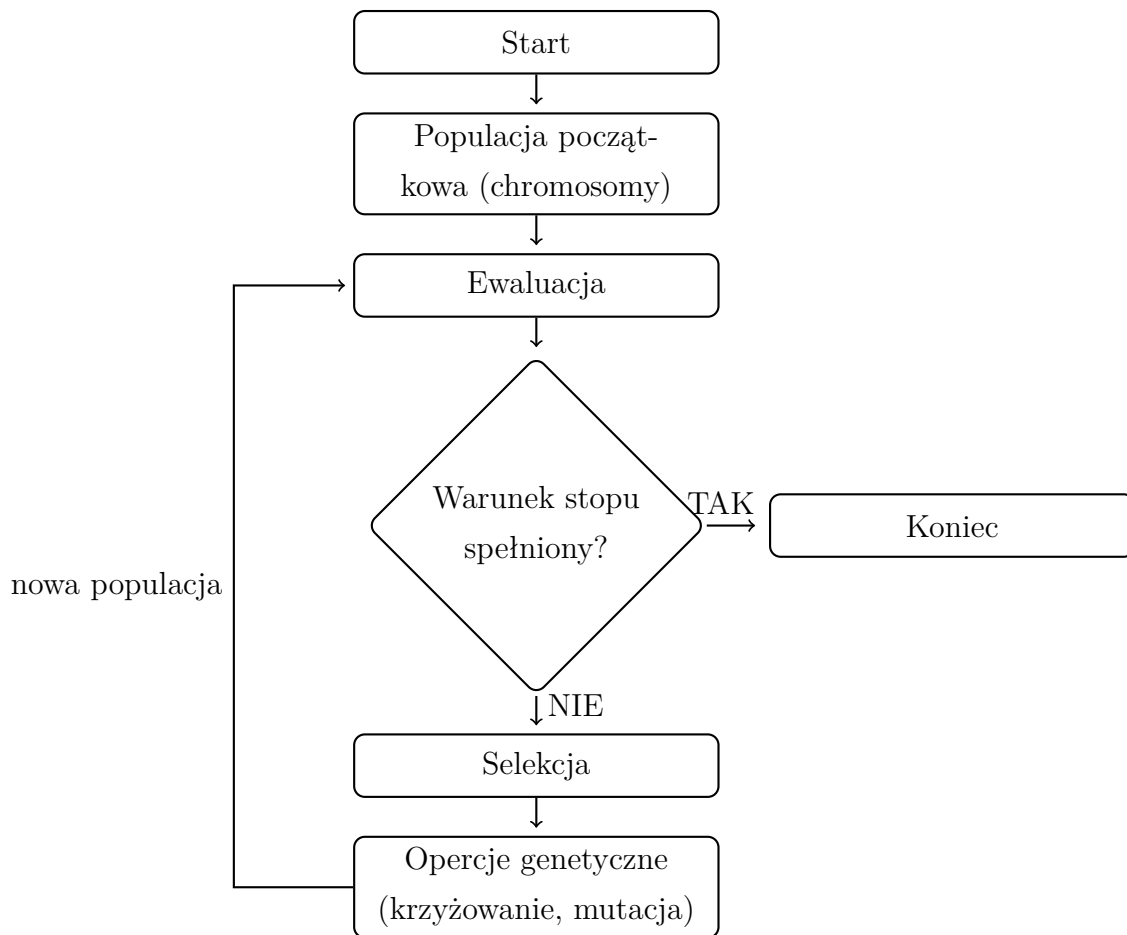 Start
Populacja począt-
kowa (chromosomy)
Ewaluacja
Warunek stopu
spełniony?
TAK
Koniec
nowa populacja
NIE
Selekcja
Opercje genetyczne
(krzyżowanie, mutacja)